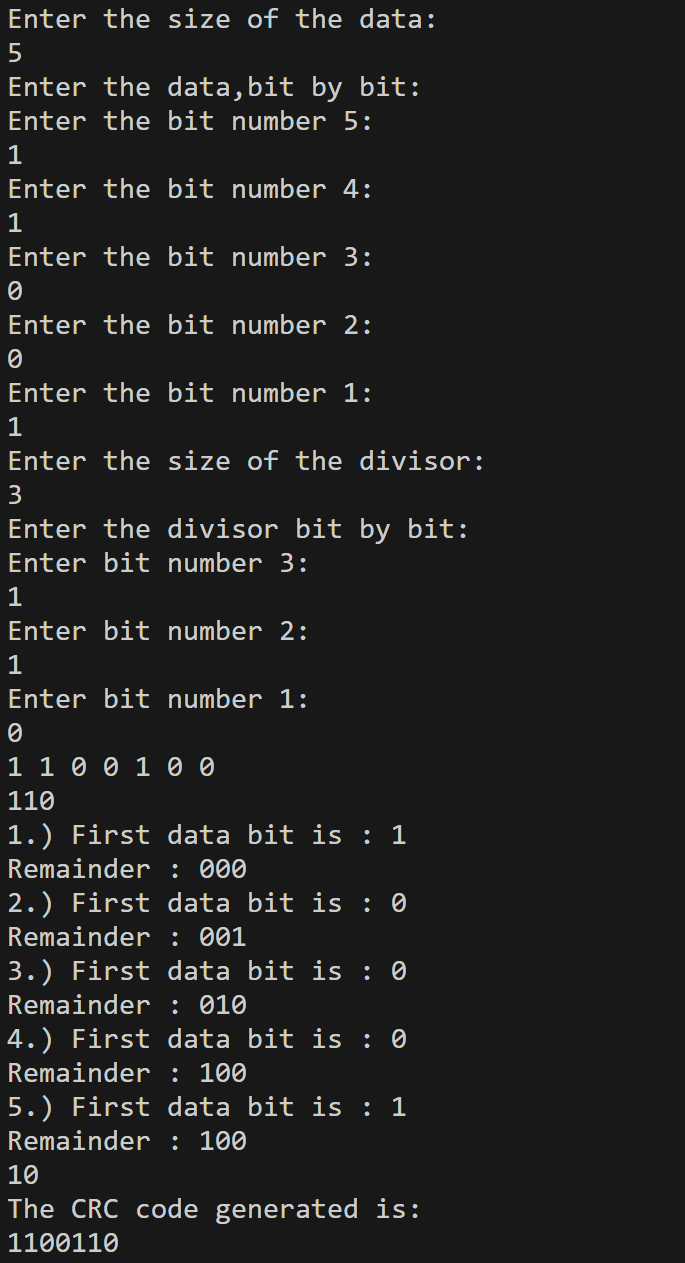 Enter the size of the data:
5
Enter the data,bit by bit:
Enter the bit number 5:
1
Enter the bit number 4:
1
Enter the bit number 3:
0
Enter the bit number 2:
0
Enter the bit number 1:
1
Enter the size of the divisor:
3
Enter the divisor bit by bit:
Enter bit number 3:
1
Enter bit number 2:
1
Enter bit number 1:
0
1 1 0 0 1 0 0
110
1.) First data bit is : 1
Remainder : 000
2.) First data bit is : 0
Remainder : 001
3.) First data bit is : 0
Remainder : 010
4.) First data bit is : 0
Remainder : 100
5.) First data bit is : 1
Remainder : 100
10
The CRC code generated is:
1100110